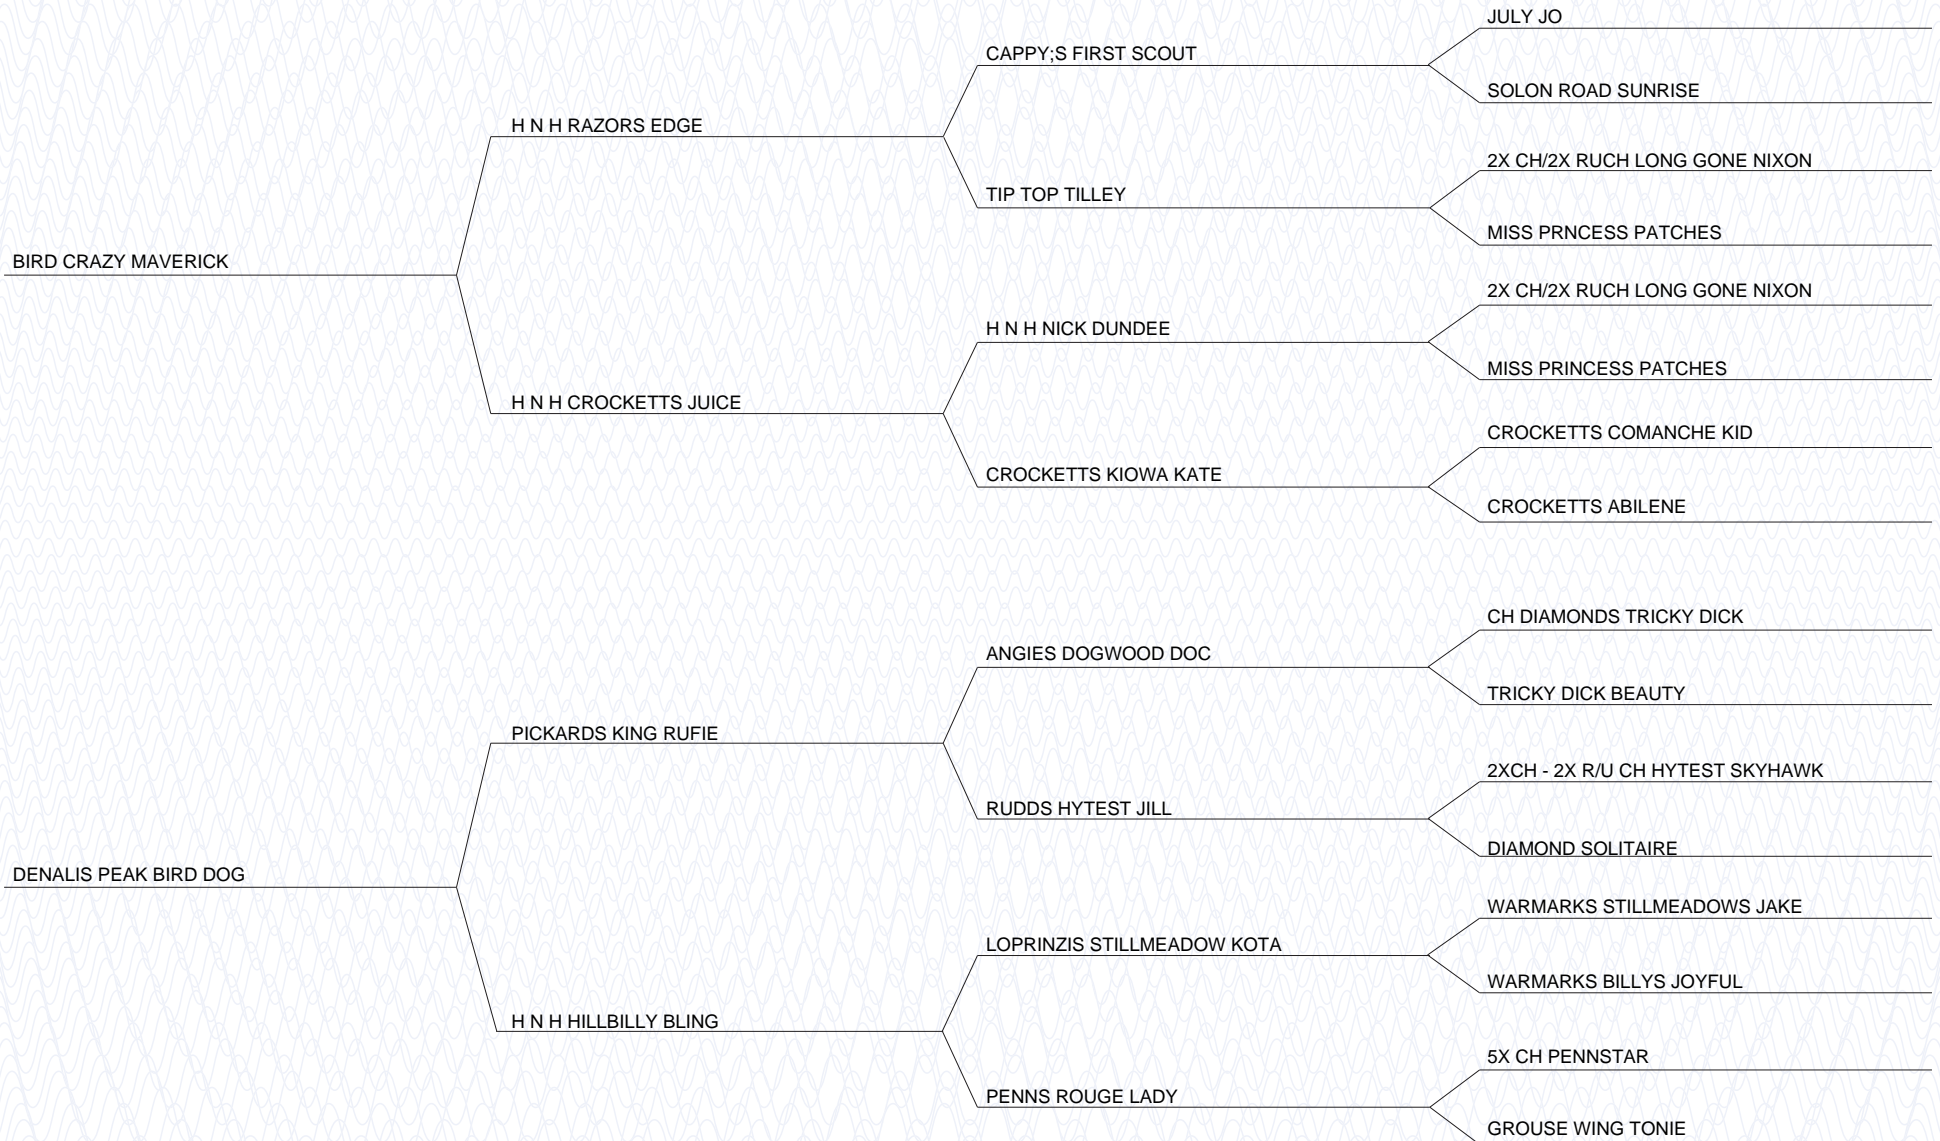 JULY JO
CAPPY;S FIRST SCOUT
SOLON ROAD SUNRISE
H N H RAZORS EDGE
2X CH/2X RUCH LONG GONE NIXON
TIP TOP TILLEY
MISS PRNCESS PATCHES
BIRD CRAZY MAVERICK
2X CH/2X RUCH LONG GONE NIXON
H N H NICK DUNDEE
MISS PRINCESS PATCHES
H N H CROCKETTS JUICE
CROCKETTS COMANCHE KID
CROCKETTS KIOWA KATE
CROCKETTS ABILENE
CH DIAMONDS TRICKY DICK
ANGIES DOGWOOD DOC
TRICKY DICK BEAUTY
PICKARDS KING RUFIE
2XCH - 2X R/U CH HYTEST SKYHAWK
RUDDS HYTEST JILL
DIAMOND SOLITAIRE
DENALIS PEAK BIRD DOG
WARMARKS STILLMEADOWS JAKE
LOPRINZIS STILLMEADOW KOTA
WARMARKS BILLYS JOYFUL
H N H HILLBILLY BLING
5X CH PENNSTAR
PENNS ROUGE LADY
GROUSE WING TONIE